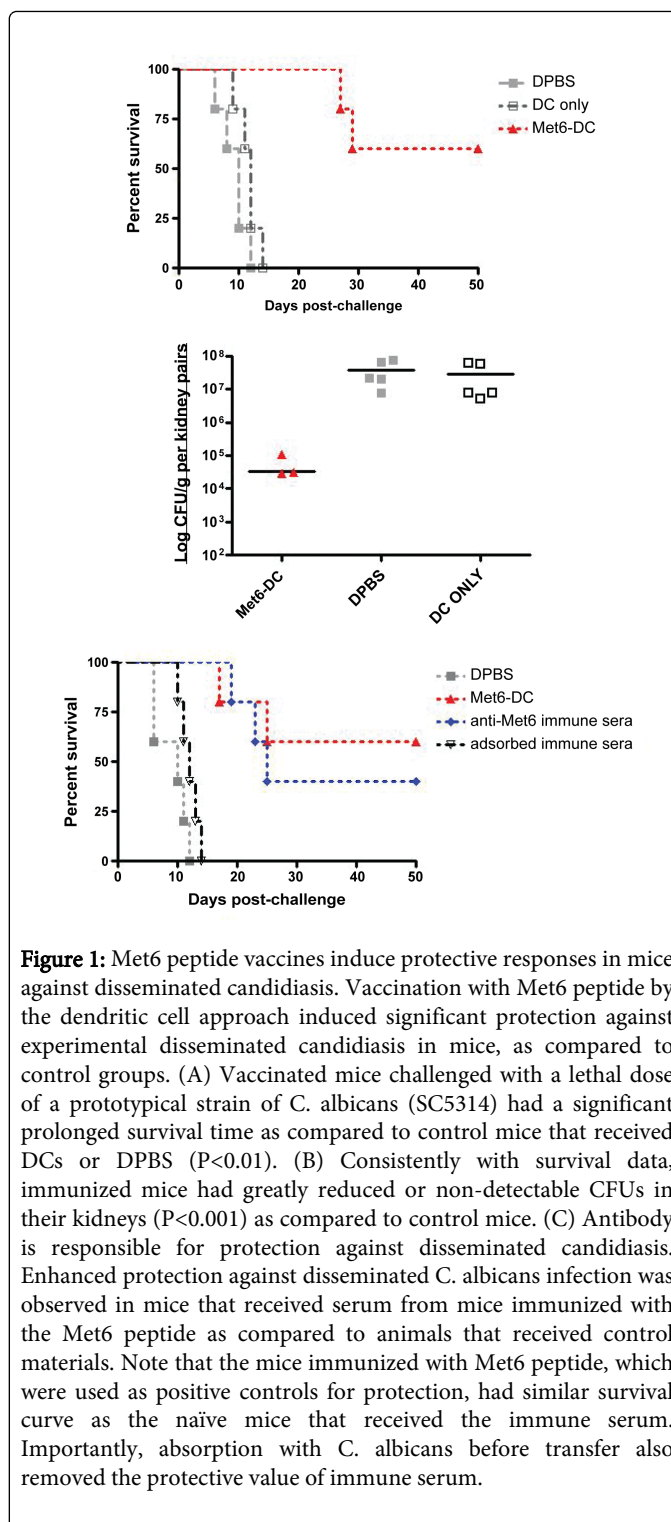 100
75
50
25
0
Percent survival
0 10 20 30 40 50
Days post-challenge
DPBS
DC only
Met6-DC
Log CFU/g per kidney pairs
10⁸
10⁷
10⁶
10⁵
10⁴
10³
10²
Met6-DC
DPBS
DC ONLY
100
75
50
25
0
Percent survival
0 10 20 30 40 50
Days post-challenge
DPBS
Met6-DC
anti-Met6 immune sera
adsorbed immune sera
Figure 1: Met6 peptide vaccines induce protective responses in mice
against disseminated candidiasis. Vaccination with Met6 peptide by
the dendritic cell approach induced significant protection against
experimental disseminated candidiasis in mice, as compared to
control groups. (A) Vaccinated mice challenged with a lethal dose
of a prototypical strain of C. albicans (SC5314) had a significant
prolonged survival time as compared to control mice that received
DCs or DPBS (P<0.01). (B) Consistently with survival data,
immunized mice had greatly reduced or non-detectable CFUs in
their kidneys (P<0.001) as compared to control mice. (C) Antibody
is responsible for protection against disseminated candidiasis.
Enhanced protection against disseminated C. albicans infection was
observed in mice that received serum from mice immunized with
the Met6 peptide as compared to animals that received control
materials. Note that the mice immunized with Met6 peptide, which
were used as positive controls for protection, had similar survival
curve as the naïve mice that received the immune serum.
Importantly, absorption with C. albicans before transfer also
removed the protective value of immune serum.